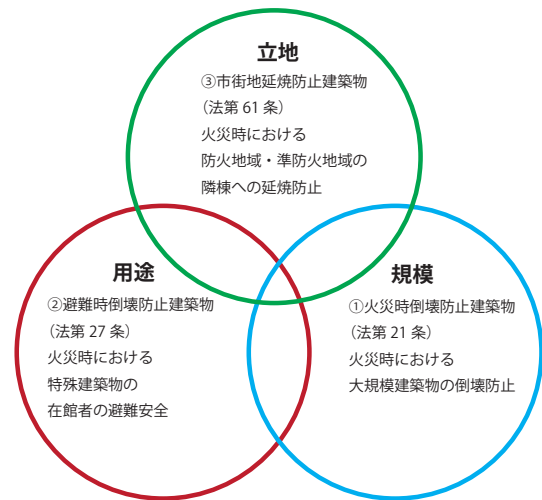 立地
③市街地延焼防止建築物
（法第 61 条）
火災時における
防火地域・準防火地域の
隣棟への延焼防止
用途
②避難時倒壊防止建築物
（法第 27 条）
火災時における
特殊建築物の
在館者の避難安全
規模
①火災時倒壊防止建築物
（法第 21 条）
火災時における
大規模建築物の倒壊防止